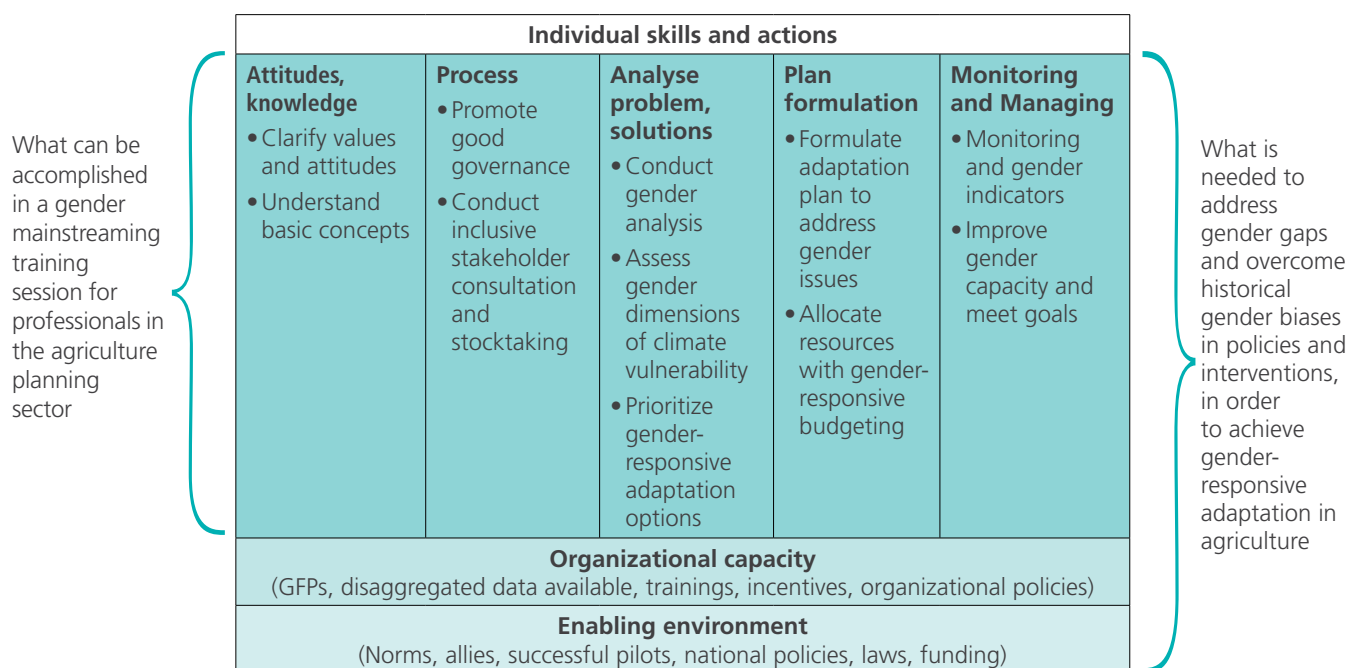 What can be
accomplished
in a gender
mainstreaming
training
session for
professionals in
the agriculture
planning
sector
Individual skills and actions
Attitudes,
knowledge
• Clarify values
and attitudes
• Understand
basic concepts
Process
• Promote
good
governance
• Conduct
inclusive
stakeholder
consultation
and
stocktaking
Analyse
problem,
solutions
• Conduct
gender
analysis
• Assess
gender
dimensions
of climate
vulnerability
• Prioritize
gender-
responsive
adaptation
options
Plan
formulation
• Formulate
adaptation
plan to
address
gender
issues
• Allocate
resources
with gender-
responsive
budgeting
Monitoring
and Managing
• Monitoring
and gender
indicators
• Improve
gender
capacity and
meet goals
Organizational capacity
(GFPs, disaggregated data available, trainings, incentives, organizational policies)
Enabling environment
(Norms, allies, successful pilots, national policies, laws, funding)
What is
needed to
address
gender gaps
and overcome
historical
gender biases
in policies and
interventions,
in order
to achieve
gender-
responsive
adaptation in
agriculture